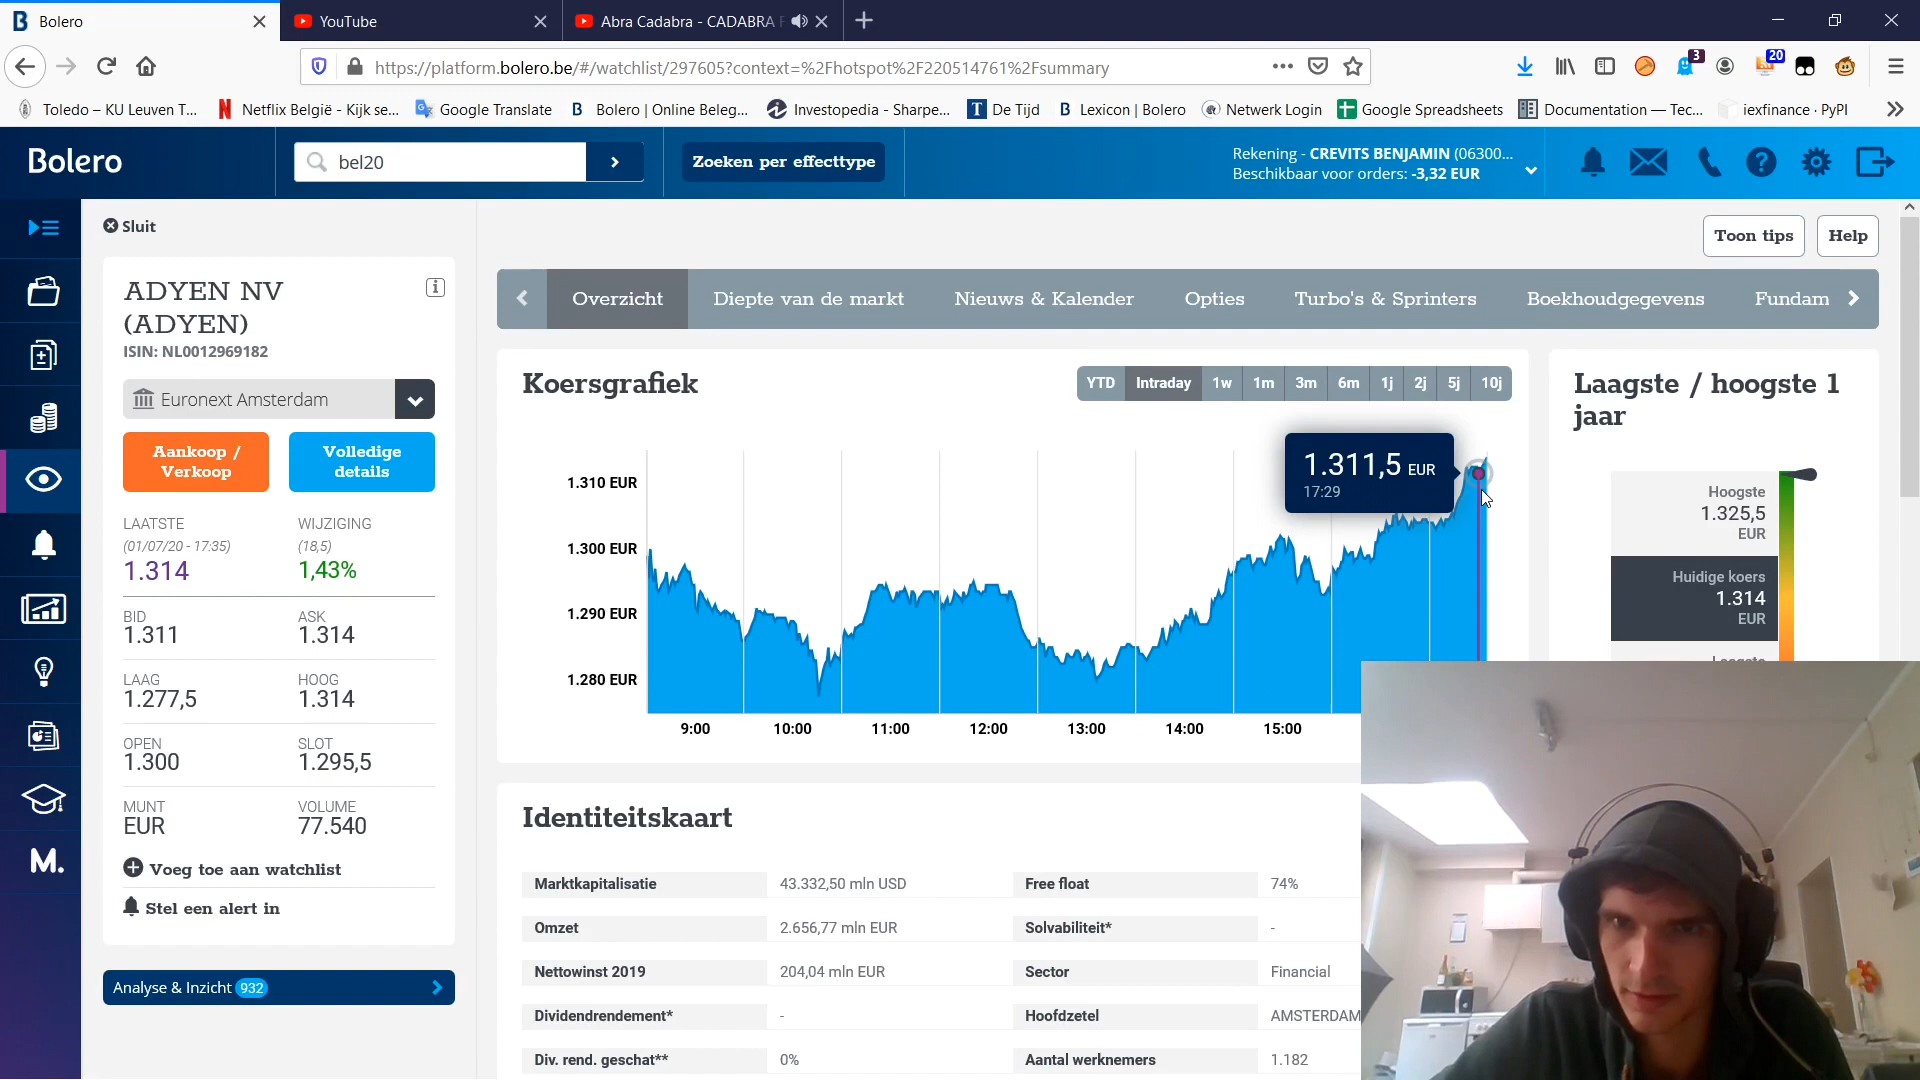 Bolero
YouTube
Abra Cadabra - CADABRA F
https://platform.bolero.be/#/watchlist/297605?context=%2Fhotspot%2F220514761%2Fsummary
3
20
Toledo – KU Leuven T...
Netflix België - Kijk se...
Google Translate
Bolero | Online Beleg...
Investopedia - Sharpe...
De Tijd
Lexicon | Bolero
Netwerk Login
Google Spreadsheets
Documentation — Tec...
iexfinance · PyPI
Bolero
bel20
Zoeken per effecttype
Rekening - CREVITS BENJAMIN (06300...
Beschikbaar voor orders: -3,32 EUR
Sluit
Toon tips
Help
ADYEN NV
(ADYEN)
ISIN: NL0012969182
Euronext Amsterdam
Aankoop /
Verkoop
Volledige
details
LAATSTE
(01/07/20 - 17:35)
1.314
WIJZIGING
(18,5)
1,43%
BID
1.311
ASK
1.314
LAAG
1.277,5
HOOG
1.314
OPEN
1.300
SLOT
1.295,5
MUNT
EUR
VOLUME
77.540
Voeg toe aan watchlist
Stel een alert in
Analyse & Inzicht 932
M.
Overzicht
Diepte van de markt
Nieuws & Kalender
Opties
Turbo's & Sprinters
Boekhoudgegevens
Fundam
Koersgrafiek
YTD
Intraday
1w
1m
3m
6m
1j
2j
5j
10j
1.311,5 EUR
17:29
1.310 EUR
1.300 EUR
1.290 EUR
1.280 EUR
9:00
10:00
11:00
12:00
13:00
14:00
15:00
Laagste / hoogste 1
jaar
Hoogste
1.325,5
EUR
Huidige koers
1.314
EUR
Laagste
Identiteitskaart
Marktkapitalisatie 43.332,50 mln USD
Free float 74%
Omzet 2.656,77 mln EUR
Solvabiliteit* -
Nettowinst 2019 204,04 mln EUR
Sector Financial
Dividendrendement* -
Hoofdzetel AMSTERDAM
Div. rend. geschat** 0%
Aantal werknemers 1.182